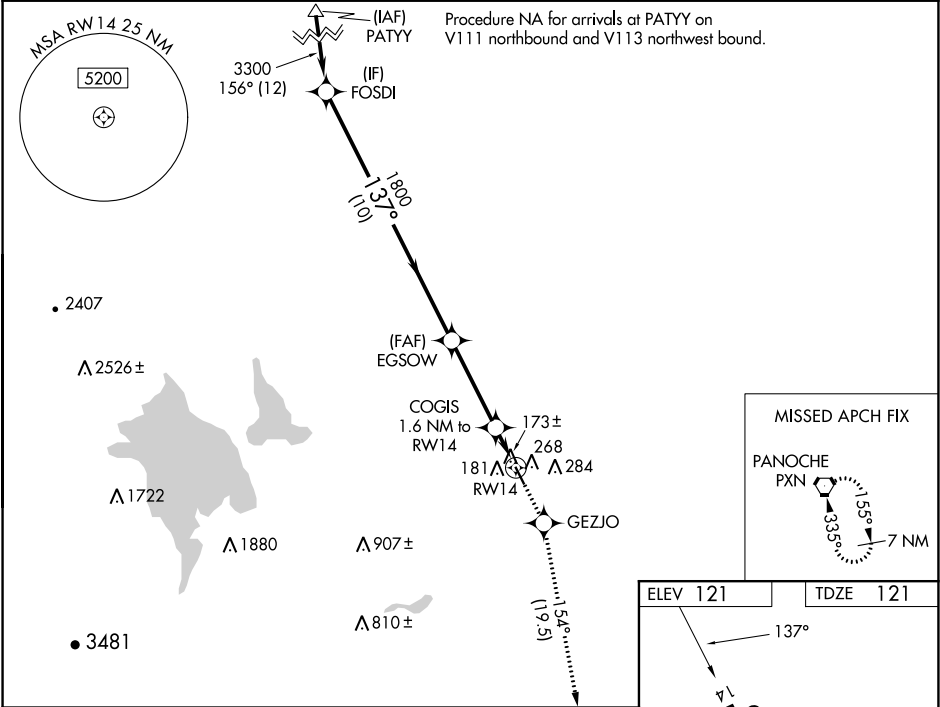 MSA RW14 25 NM
5200
(IAF)
PATYY
Procedure NA for arrivals at PATYY on
V111 northbound and V113 northwest bound.
3300
156° (12)
(IF)
FOSDI
1800
137°
(10)
2407
2526±
(FAF)
EGSOW
COGIS
1.6 NM to
RW14
173±
268
181
284
RW14
1722
GEZJO
1880
907±
810±
3481
154°
(19.5)
MISSED APCH FIX
PANOCHE
PXN
155°
335°
7 NM
ELEV 121
TDZE 121
137°
14